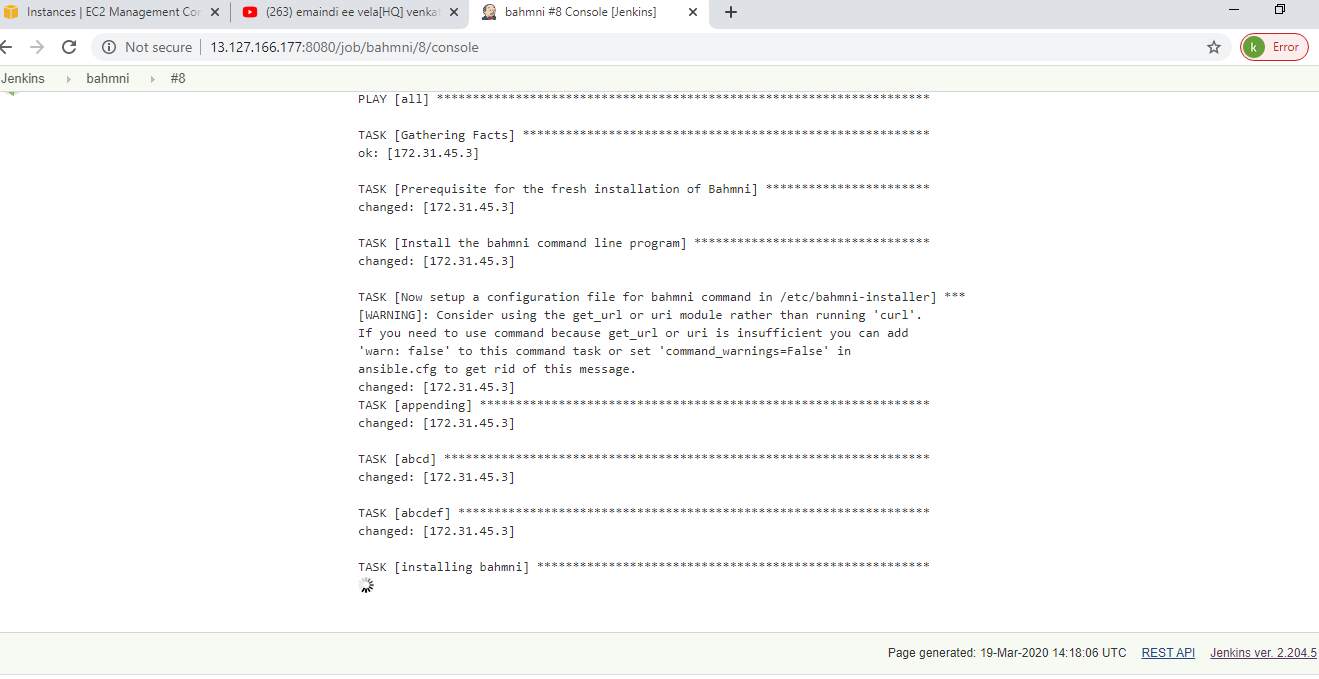 Instances | EC2 Management Con
(263) emaindi ee vela[HQ] venkat
bahmni #8 Console [Jenkins]
Not secure
13.127.166.177:8080/job/bahmni/8/console
k
Error
Jenkins
bahmni
#8
PLAY [all] *********************************************************************
TASK [Gathering Facts] *********************************************************
ok: [172.31.45.3]
TASK [Prerequisite for the fresh installation of Bahmni] ***********************
changed: [172.31.45.3]
TASK [Install the bahmni command line program] *********************************
changed: [172.31.45.3]
TASK [Now setup a configuration file for bahmni command in /etc/bahmni-installer] ***
[WARNING]: Consider using the get_url or uri module rather than running 'curl'.
If you need to use command because get_url or uri is insufficient you can add
'warn: false' to this command task or set 'command_warnings=False' in
ansible.cfg to get rid of this message.
changed: [172.31.45.3]
TASK [appending] ***************************************************************
changed: [172.31.45.3]
TASK [abcd] ********************************************************************
changed: [172.31.45.3]
TASK [abcdef] ******************************************************************
changed: [172.31.45.3]
TASK [installing bahmni] *******************************************************
Page generated: 19-Mar-2020 14:18:06 UTC
REST API
Jenkins ver. 2.204.5